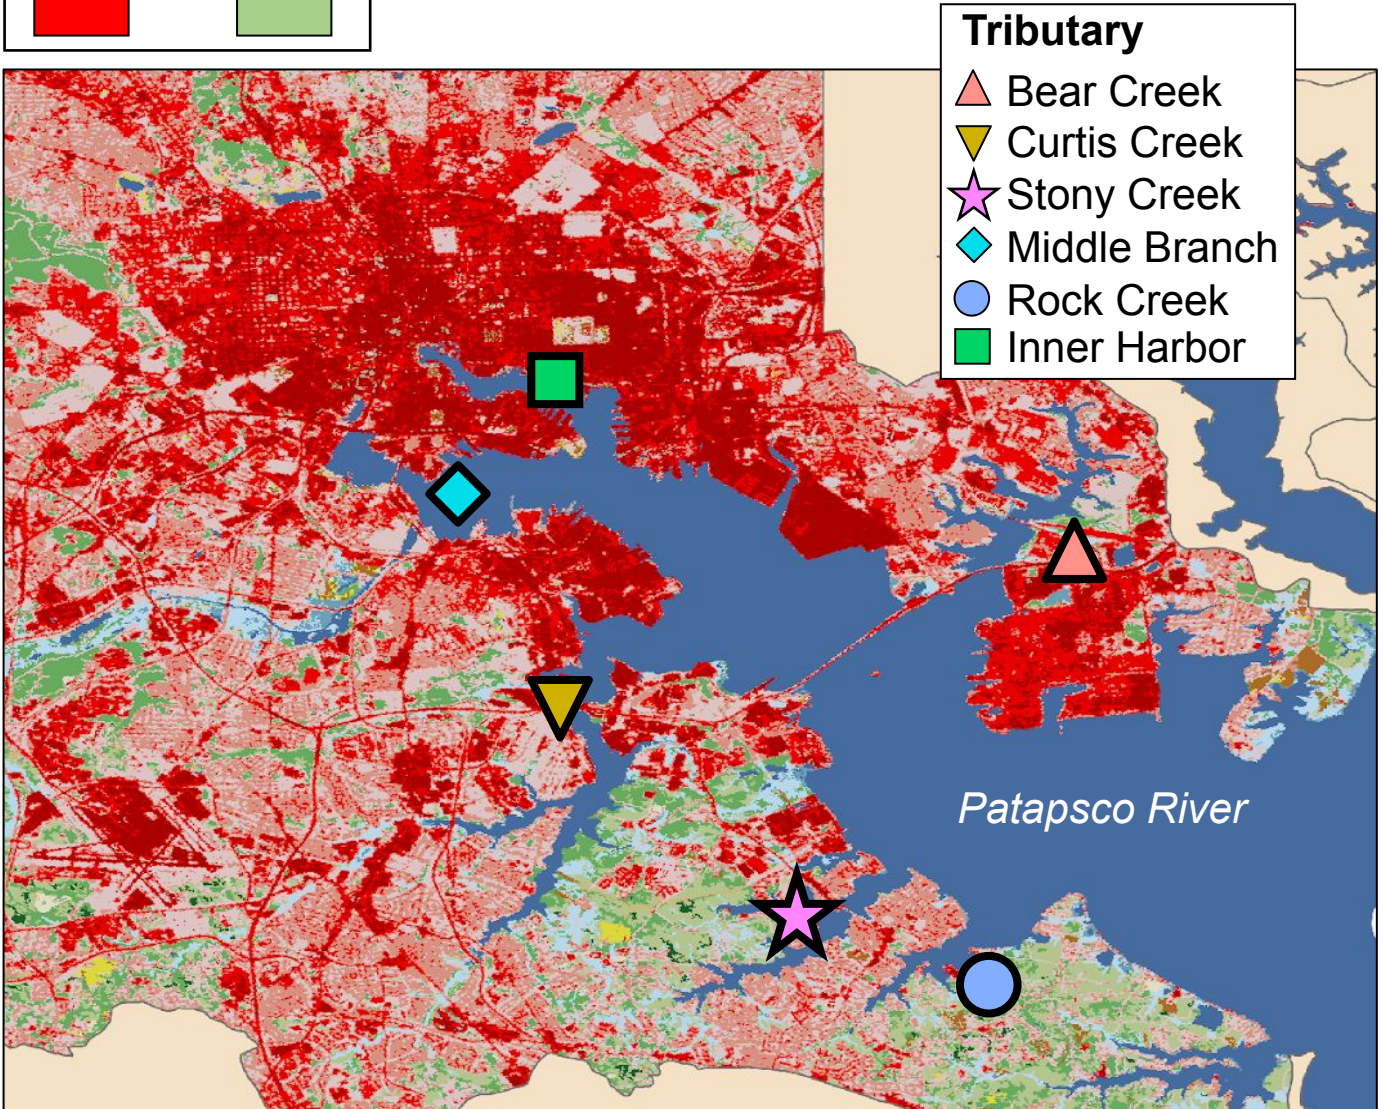 Tributary
Bear Creek
Curtis Creek
Stony Creek
Middle Branch
Rock Creek
Inner Harbor
Patapsco River